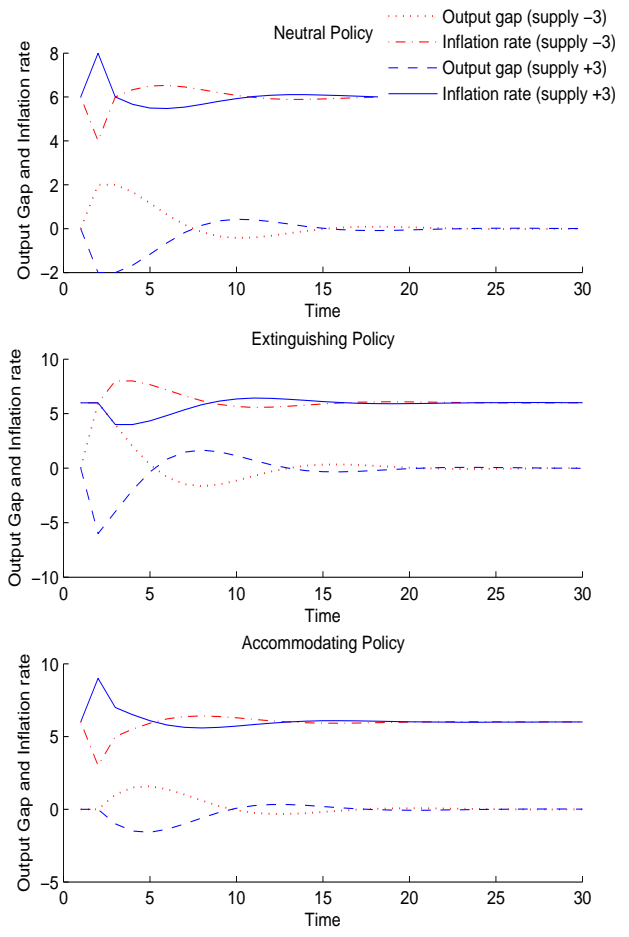 Neutral Policy
Output gap (supply −3)
Inflation rate (supply −3)
Output gap (supply +3)
Inflation rate (supply +3)
Output Gap and Inflation rate
8
6
4
2
0
−2
0 5 10 15 20 25 30
Time
Extinguishing Policy
Output Gap and Inflation rate
10
5
0
−5
−10
0 5 10 15 20 25 30
Time
Accommodating Policy
Output Gap and Inflation rate
10
5
0
−5
0 5 10 15 20 25 30
Time